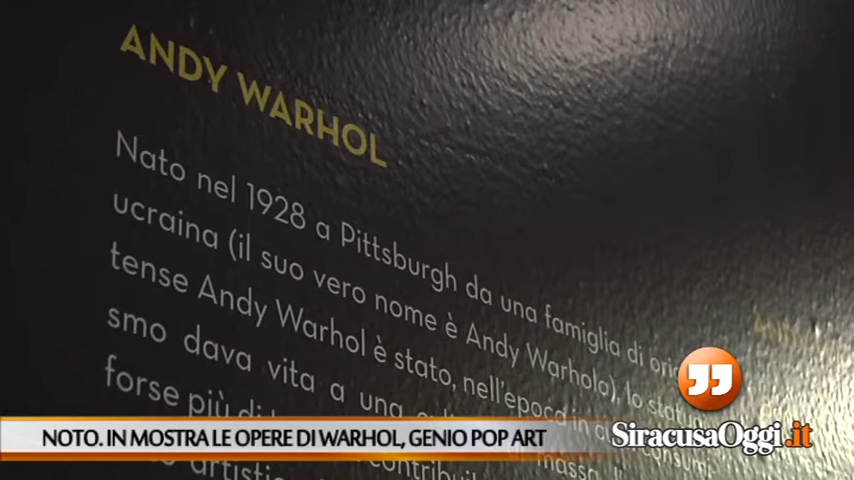 ANDY WARHOL
Nato nel 1928 a Pittsburgh da una famiglia di
ucraina (il suo vero nome è Andy Warhola), lo
tense Andy Warhol è stato, nell'epoca in
smo dava vita a una
forse più di
NOTO. IN MOSTRA LE OPERE DI WARHOL, GENIO POP ART
SiracusaOggi.it
di massa